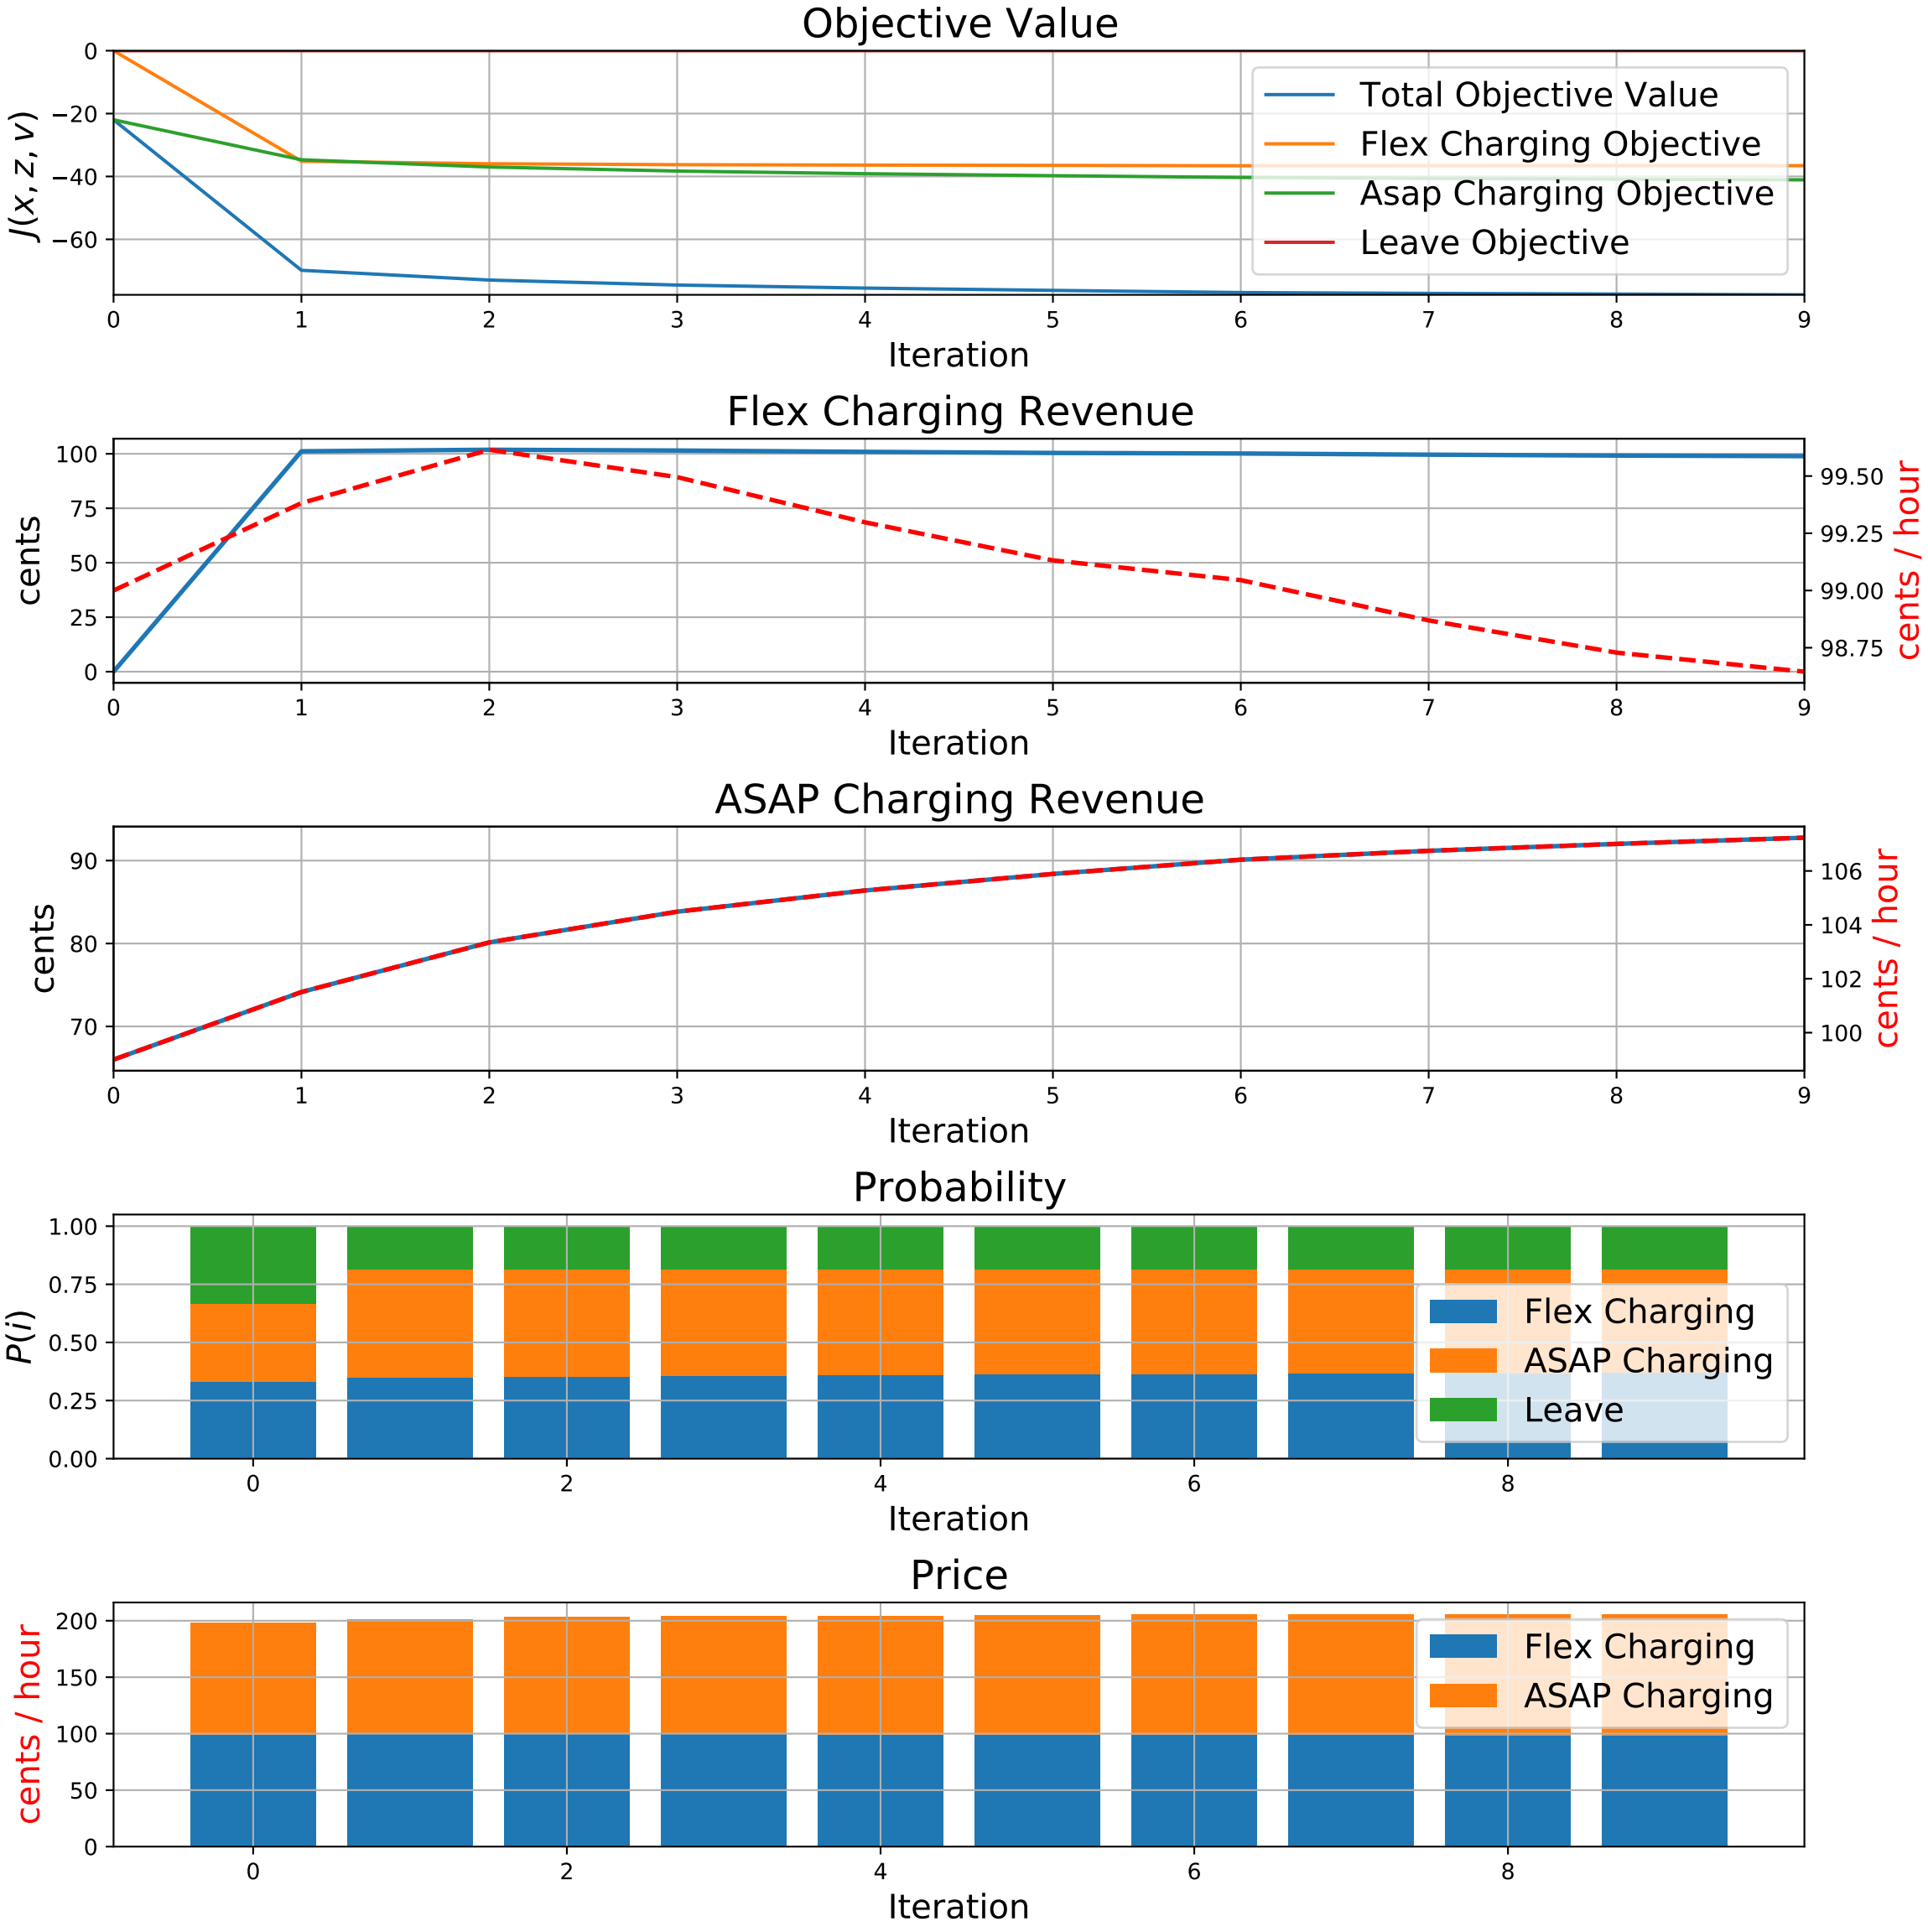 Objective Value
0
−20
−40
−60
J(x, z, v)
Total Objective Value
Flex Charging Objective
Asap Charging Objective
Leave Objective
0 1 2 3 4 5 6 7 8 9
Iteration
Flex Charging Revenue
100
75
50
25
0
cents
99.50
99.25
99.00
98.75
cents / hour
0 1 2 3 4 5 6 7 8 9
Iteration
ASAP Charging Revenue
90
80
70
cents
106
104
102
100
cents / hour
0 1 2 3 4 5 6 7 8 9
Iteration
Probability
1.00
0.75
0.50
0.25
0.00
P(i)
Flex Charging
ASAP Charging
Leave
0 2 4 6 8
Iteration
Price
200
150
100
50
0
cents / hour
Flex Charging
ASAP Charging
0 2 4 6 8
Iteration